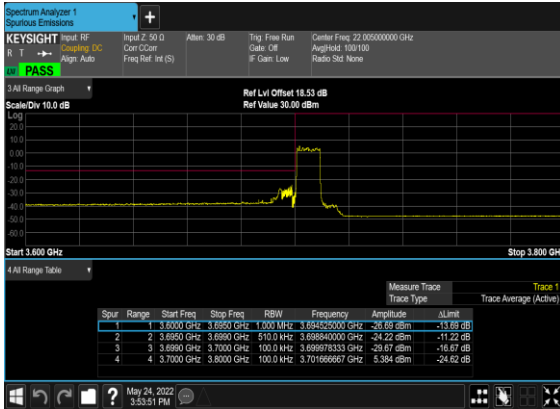 Spectrum Analyzer 1
Spurious Emissions
+
KEYSIGHT Input: RF Input Z: 50 Ω Atten: 30 dB Trig: Free Run Center Freq: 22.005000000 GHz
R T Coupling: DC Corr CCorr Gate: Off Avg|Hold: 100/100
Align: Auto Freq Ref: Int (S) IF Gain: Low Radio Std: None
PASS
3 All Range Graph
Ref Lvl Offset 18.53 dB
Scale/Div 10.0 dB Ref Value 30.00 dBm
Log
20.0
10.0
0.00
-10.0
-20.0
-30.0
-40.0
-50.0
-60.0
Start 3.600 GHz Stop 3.800 GH
4 All Range Table
Measure Trace Trace 1
Trace Type Trace Average (Active)
Spur Range Start Freq Stop Freq RBW Frequency Amplitude ΔLimit
1 1 3.6000 GHz 3.6950 GHz 1.000 MHz 3.694525000 GHz -26.69 dBm -13.69 dB
2 2 3.6950 GHz 3.6990 GHz 510.0 kHz 3.698840000 GHz -24.22 dBm -11.22 dB
3 3 3.6990 GHz 3.7000 GHz 100.0 kHz 3.699978333 GHz -29.67 dBm -16.67 dB
4 4 3.7000 GHz 3.8000 GHz 100.0 kHz 3.701666667 GHz 5.384 dBm -24.62 dB
?
May 24, 2022
3:53:51 PM